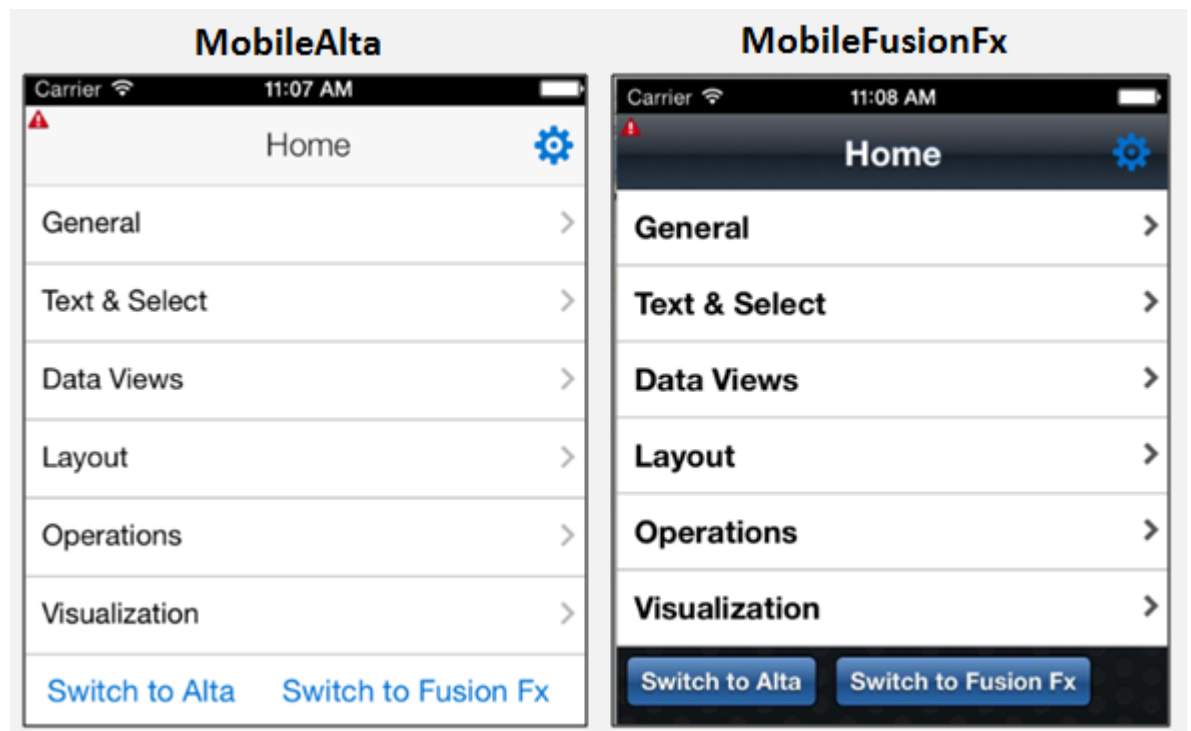 MobileAlta
Carrier 11:07 AM
Home
General
Text & Select
Data Views
Layout
Operations
Visualization
Switch to Alta Switch to Fusion Fx
MobileFusionFx
Carrier 11:08 AM
Home
General
Text & Select
Data Views
Layout
Operations
Visualization
Switch to Alta Switch to Fusion Fx